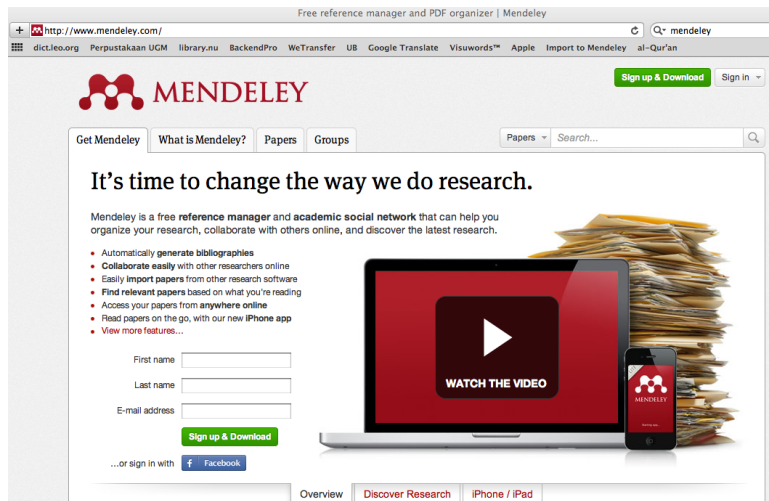 Free reference manager and PDF organizer | Mendeley
http://www.mendeley.com/ mendeley
dict.leo.org Perpustakaan UGM library.nu BackendPro WeTransfer UB Google Translate Visuwords™ Apple Import to Mendeley al-Qur'an
MENDELEY
Sign up & Download Sign in
Get Mendeley What is Mendeley? Papers Groups Papers Search...
It's time to change the way we do research.
Mendeley is a free reference manager and academic social network that can help you
organize your research, collaborate with others online, and discover the latest research.
Automatically generate bibliographies
Collaborate easily with other researchers online
Easily import papers from other research software
Find relevant papers based on what you're reading
Access your papers from anywhere online
Read papers on the go, with our new iPhone app
View more features...
First name
Last name
E-mail address
Sign up & Download
...or sign in with f Facebook
WATCH THE VIDEO
MENDELEY
Overview Discover Research iPhone / iPad